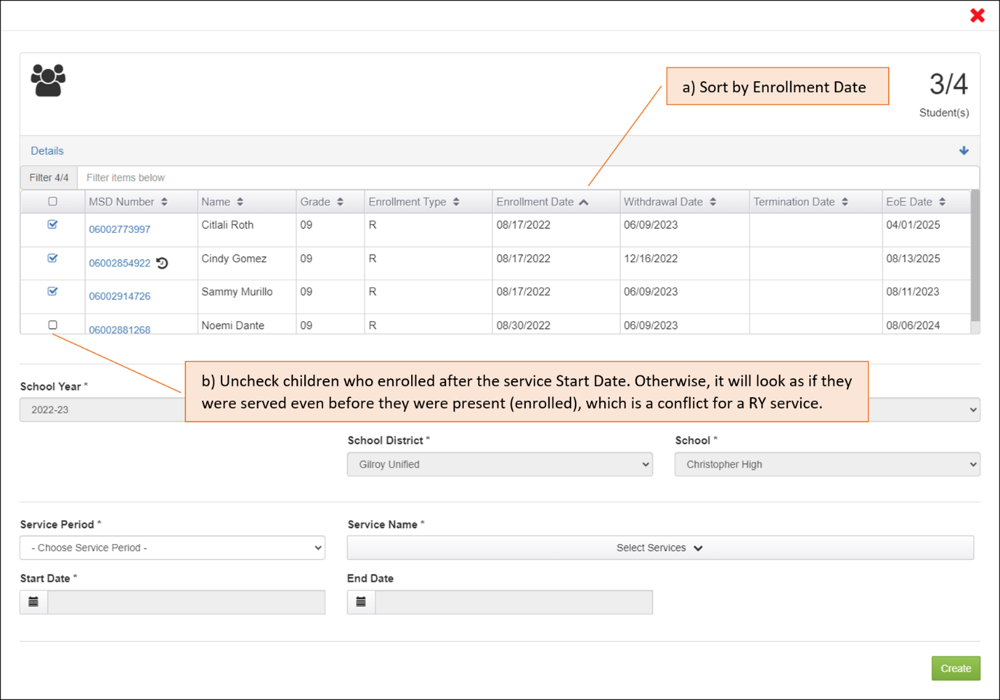 a) Sort by Enrollment Date
3/4
Student(s)
Details
Filter 4/4 Filter items below
MSD Number Name Grade Enrollment Type Enrollment Date Withdrawal Date Termination Date EoE Date
06002773997 Citlali Roth 09 R 08/17/2022 06/09/2023 04/01/2025
06002854922 Cindy Gomez 09 R 08/17/2022 12/16/2022 08/13/2025
06002914726 Sammy Murillo 09 R 08/17/2022 06/09/2023 08/11/2023
06002881268 Noemi Dante 09 R 08/30/2022 06/09/2023 08/06/2024
b) Uncheck children who enrolled after the service Start Date. Otherwise, it will look as if they
were served even before they were present (enrolled), which is a conflict for a RY service.
School Year *
2022-23
School District * School *
Gilroy Unified Christopher High
Service Period * Service Name *
- Choose Service Period - Select Services
Start Date * End Date
Create